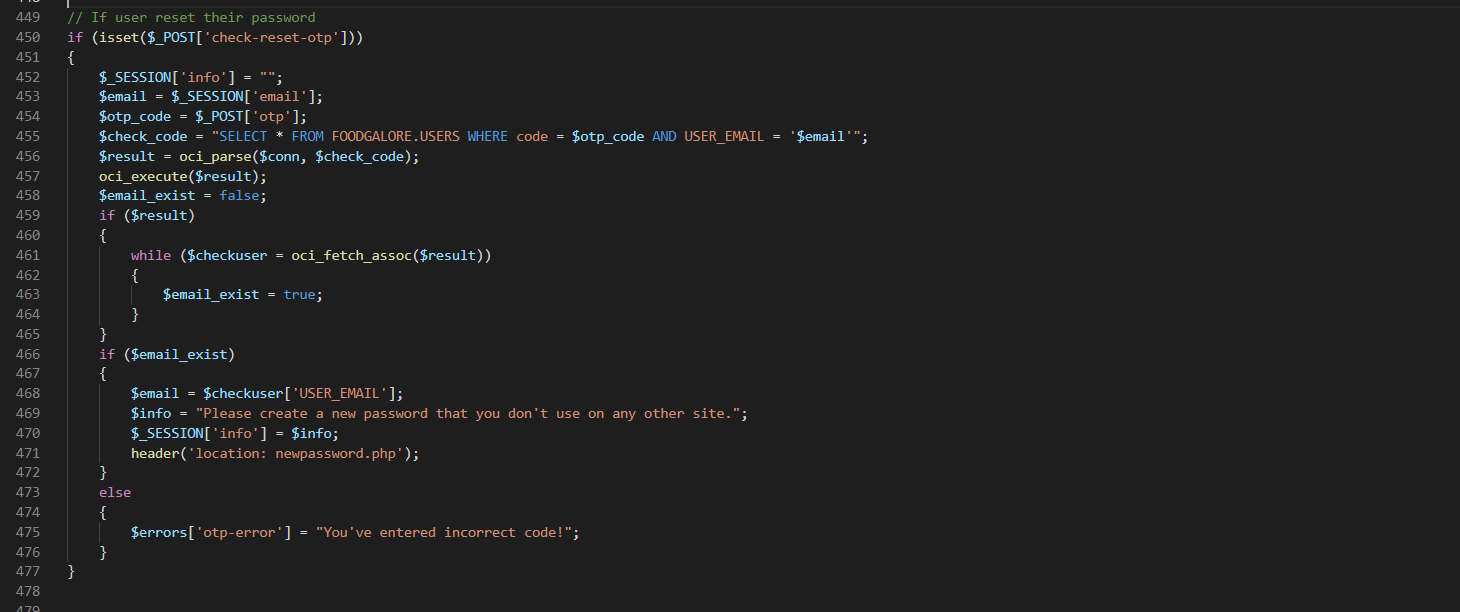 449 // If user reset their password
450 if (isset($_POST['check-reset-otp']))
451 {
452 $_SESSION['info'] = "";
453 $email = $_SESSION['email'];
454 $otp_code = $_POST['otp'];
455 $check_code = "SELECT * FROM FOODGALORE.USERS WHERE code = $otp_code AND USER_EMAIL = '$email'";
456 $result = oci_parse($conn, $check_code);
457 oci_execute($result);
458 $email_exist = false;
459 if ($result)
460 {
461 while ($checkuser = oci_fetch_assoc($result))
462 {
463 $email_exist = true;
464 }
465 }
466 if ($email_exist)
467 {
468 $email = $checkuser['USER_EMAIL'];
469 $info = "Please create a new password that you don't use on any other site.";
470 $_SESSION['info'] = $info;
471 header('location: newpassword.php');
472 }
473 else
474 {
475 $errors['otp-error'] = "You've entered incorrect code!";
476 }
477 }
478